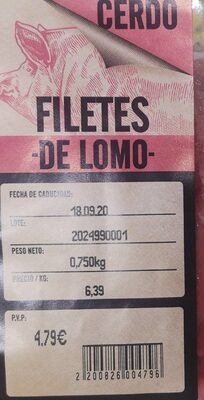 CERDO
FILETES
-DE LOMO-
FECHA DE CADUCIDAD:
18.09.20
LOTE:
2024990001
PESO NETO:
0,750kg
PRECIO / KG:
6,39
P.V.P:
4,79€
2 200826 004796